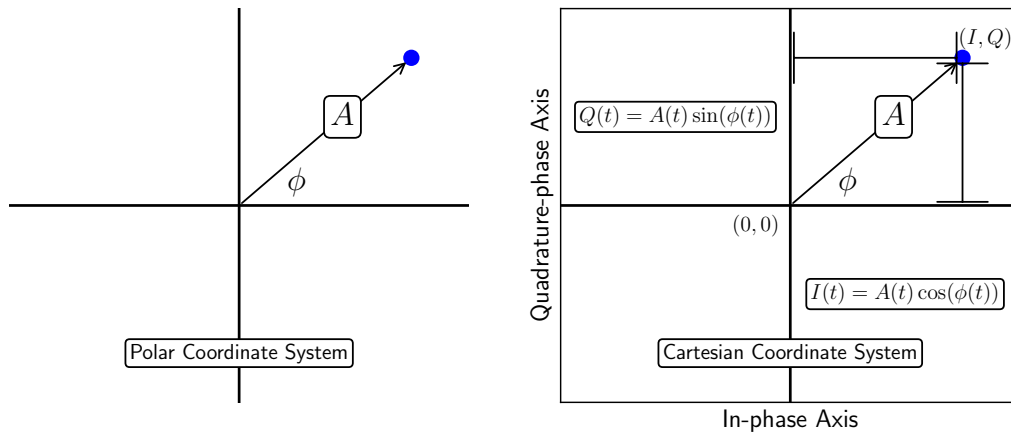 A
ϕ
Polar Coordinate System
Quadrature-phase Axis
(I, Q)
Q(t) = A(t) sin(ϕ(t))
A
ϕ
(0, 0)
I(t) = A(t) cos(ϕ(t))
Cartesian Coordinate System
In-phase Axis